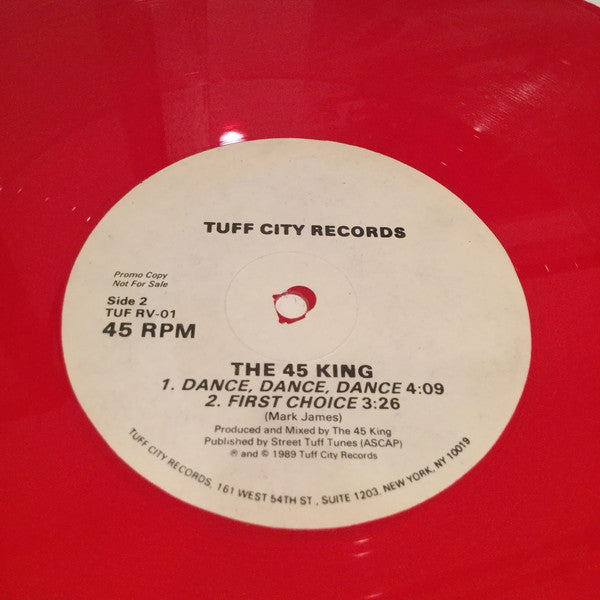 TUFF CITY RECORDS
Promo Copy
Not For Sale
Side 2
TUF RV-01
45 RPM
THE 45 KING
1. DANCE, DANCE, DANCE 4:09
2. FIRST CHOICE 3:26
(Mark James)
Produced and Mixed by The 45 King
Published by Street Tuff Tunes (ASCAP)
℗ and © 1989 Tuff City Records
TUFF CITY RECORDS, 161 WEST 54TH ST., SUITE 1203, NEW YORK, NY 10019